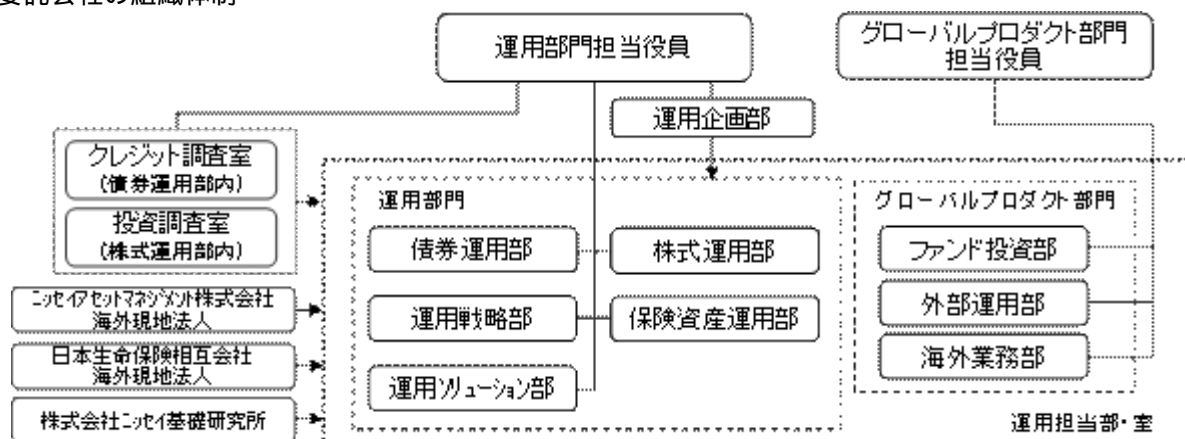 運用部門担当役員
グローバルプロダクト部門
担当役員
運用企画部
クレジット調査室
(債券運用部内)
投資調査室
(株式運用部内)
運用部門
グローバルプロダクト部門
債券運用部
株式運用部
ファンド投資部
ニッセイアセットマネジメント株式会社
海外現地法人
運用戦略部
保険資産運用部
外部運用部
日本生命保険相互会社
海外現地法人
運用ソリューション部
海外業務部
株式会社ニッセイ基礎研究所
運用担当部・室